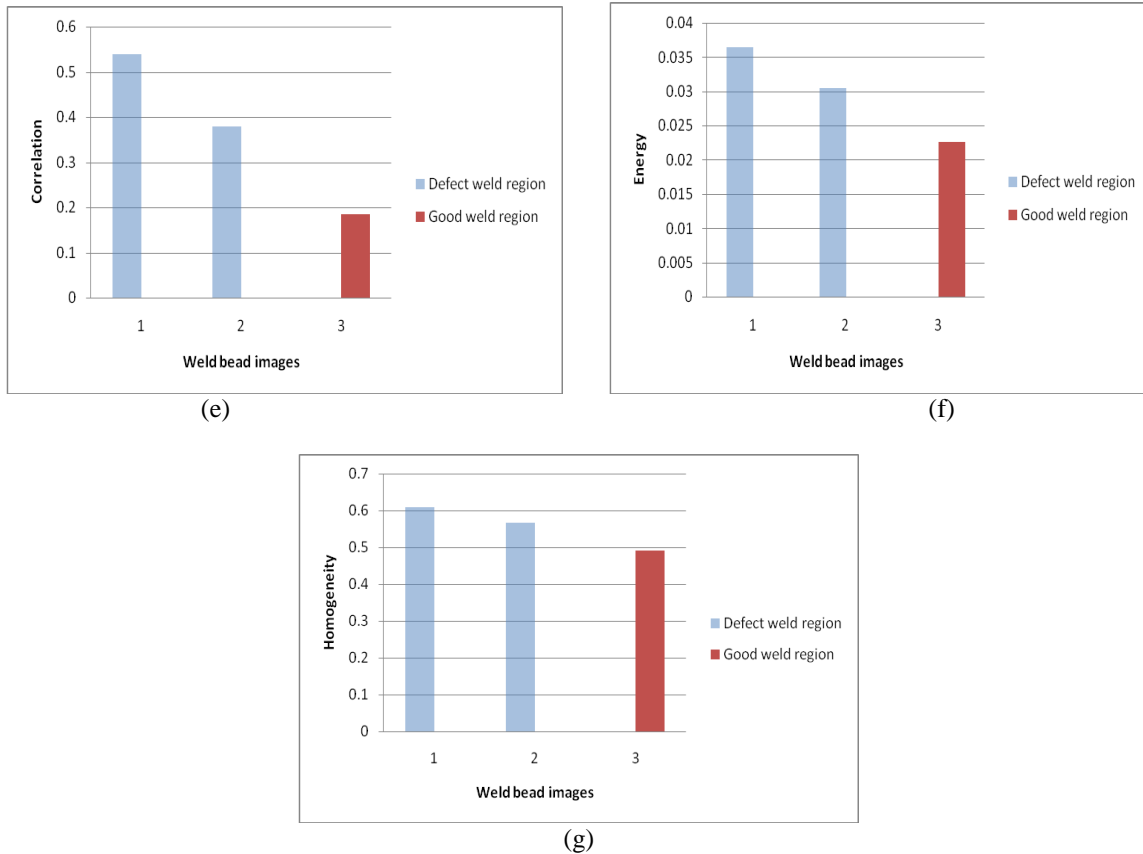 0.6
0.5
0.4
0.3
0.2
0.1
0
Correlation
1 2 3
Weld bead images
Defect weld region
Good weld region
(e)
0.04
0.035
0.03
0.025
0.02
0.015
0.01
0.005
0
Energy
1 2 3
Weld bead images
Defect weld region
Good weld region
(f)
0.7
0.6
0.5
0.4
0.3
0.2
0.1
0
Homogeneity
1 2 3
Weld bead images
Defect weld region
Good weld region
(g)